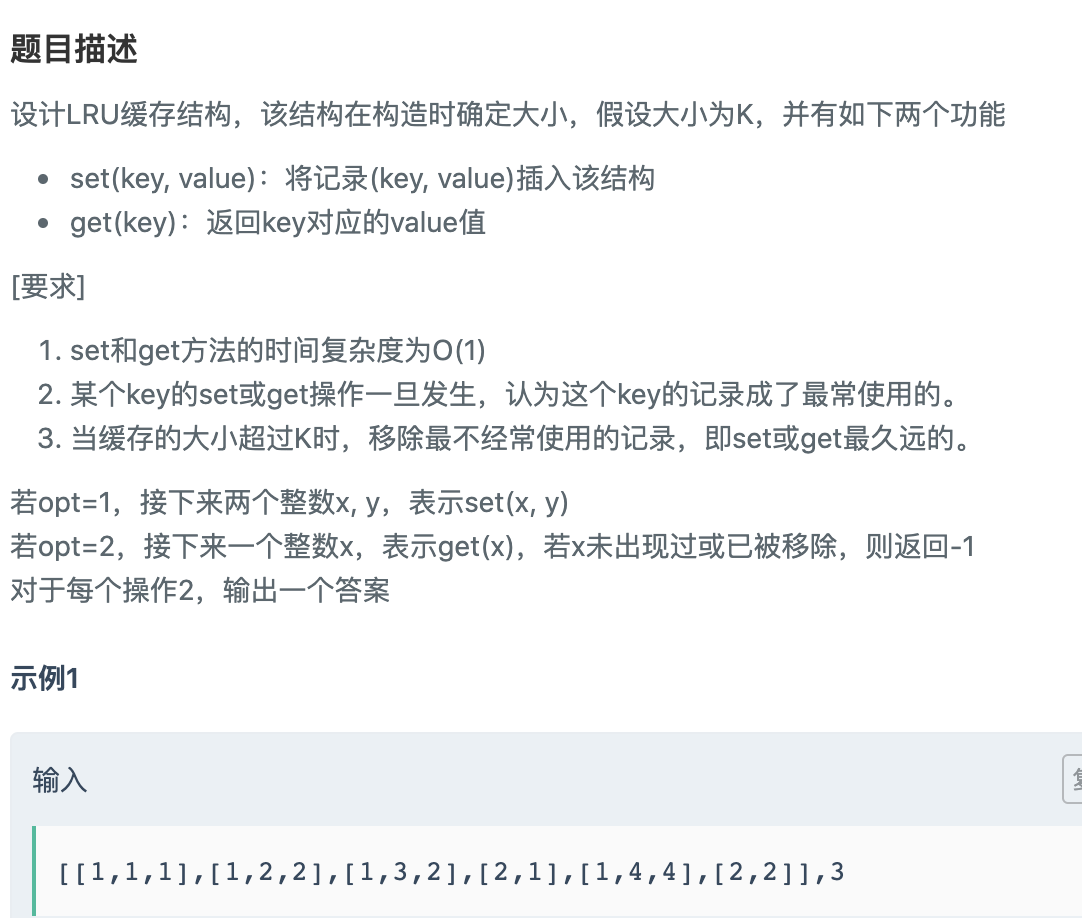 题目描述
设计LRU缓存结构，该结构在构造时确定大小，假设大小为K，并有如下两个功能
• set(key, value)：将记录(key, value)插入该结构
• get(key)：返回key对应的value值
[要求]
1. set和get方法的时间复杂度为O(1)
2. 某个key的set或get操作一旦发生，认为这个key的记录成了最常使用的。
3. 当缓存的大小超过K时，移除最不经常使用的记录，即set或get最久远的。
若opt=1，接下来两个整数x, y，表示set(x, y)
若opt=2，接下来一个整数x，表示get(x)，若x未出现过或已被移除，则返回-1
对于每个操作2，输出一个答案
示例1
输入
[[1,1,1],[1,2,2],[1,3,2],[2,1],[1,4,4],[2,2]],3